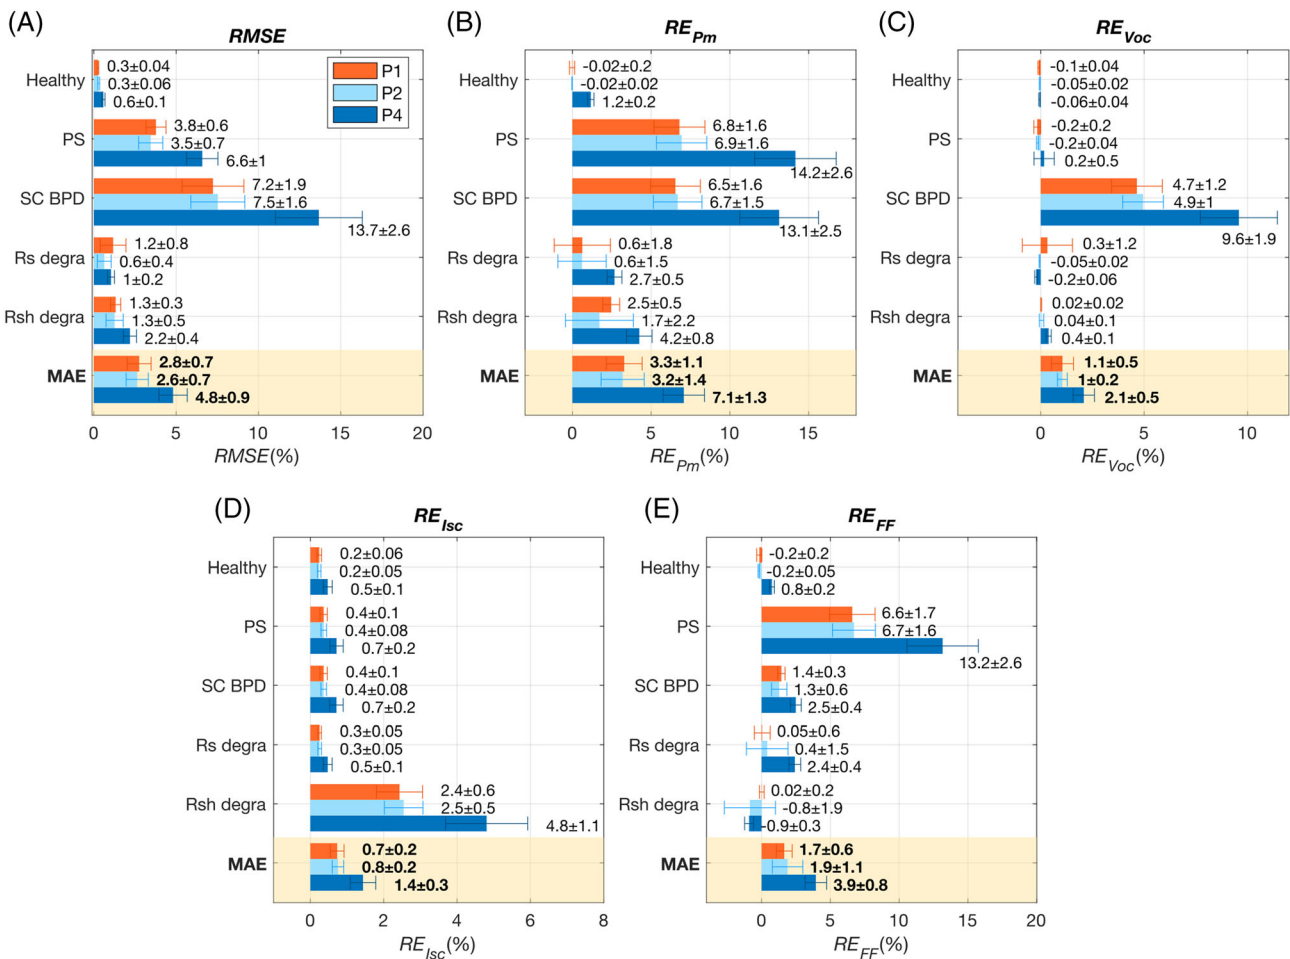 (A)
RMSE
Healthy
0.3±0.04
0.3±0.06
0.6±0.1
P1
P2
P4
PS
3.8±0.6
3.5±0.7
6.6±1
SC BPD
7.2±1.9
7.5±1.6
13.7±2.6
Rs degra
1.2±0.8
0.6±0.4
1±0.2
Rsh degra
1.3±0.3
1.3±0.5
2.2±0.4
MAE
2.8±0.7
2.6±0.7
4.8±0.9
0 5 10 15 20
RMSE(%)
(B)
RE_Pm
-0.02±0.2
-0.02±0.02
1.2±0.2
6.8±1.6
6.9±1.6
14.2±2.6
SC BPD
6.5±1.6
6.7±1.5
13.1±2.5
Rs degra
0.6±1.8
0.6±1.5
2.7±0.5
Rsh degra
2.5±0.5
1.7±2.2
4.2±0.8
MAE
3.3±1.1
3.2±1.4
7.1±1.3
Healthy
PS
0 5 10 15
RE_Pm(%)
(C)
RE_Voc
Healthy
-0.1±0.04
-0.05±0.02
-0.06±0.04
PS
-0.2±0.2
-0.2±0.04
0.2±0.5
SC BPD
4.7±1.2
4.9±1
9.6±1.9
Rs degra
0.3±1.2
-0.05±0.02
-0.2±0.06
Rsh degra
0.02±0.02
0.04±0.1
0.4±0.1
MAE
1.1±0.5
1±0.2
2.1±0.5
0 5 10
RE_Voc(%)
(D)
RE_Isc
Healthy
0.2±0.06
0.2±0.05
0.5±0.1
PS
0.4±0.1
0.4±0.08
0.7±0.2
SC BPD
0.4±0.1
0.4±0.08
0.7±0.2
Rs degra
0.3±0.05
0.3±0.05
0.5±0.1
Rsh degra
2.4±0.6
2.5±0.5
4.8±1.1
MAE
0.7±0.2
0.8±0.2
1.4±0.3
0 2 4 6 8
RE_Isc(%)
(E)
RE_FF
Healthy
-0.2±0.2
-0.2±0.05
0.8±0.2
PS
6.6±1.7
6.7±1.6
13.2±2.6
SC BPD
1.4±0.3
1.3±0.6
2.5±0.4
Rs degra
0.05±0.6
0.4±1.5
2.4±0.4
Rsh degra
0.02±0.2
-0.8±1.9
-0.9±0.3
MAE
1.7±0.6
1.9±1.1
3.9±0.8
0 5 10 15 20
RE_FF(%)